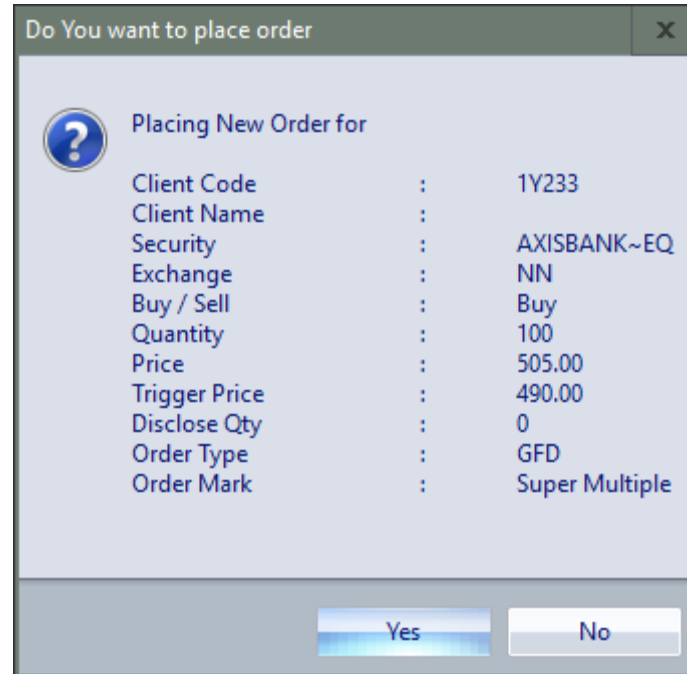 Do You want to place order x
?
Placing New Order for
Client Code : 1Y233
Client Name :
Security : AXISBANK~EQ
Exchange : NN
Buy / Sell : Buy
Quantity : 100
Price : 505.00
Trigger Price : 490.00
Disclose Qty : 0
Order Type : GFD
Order Mark : Super Multiple
Yes No